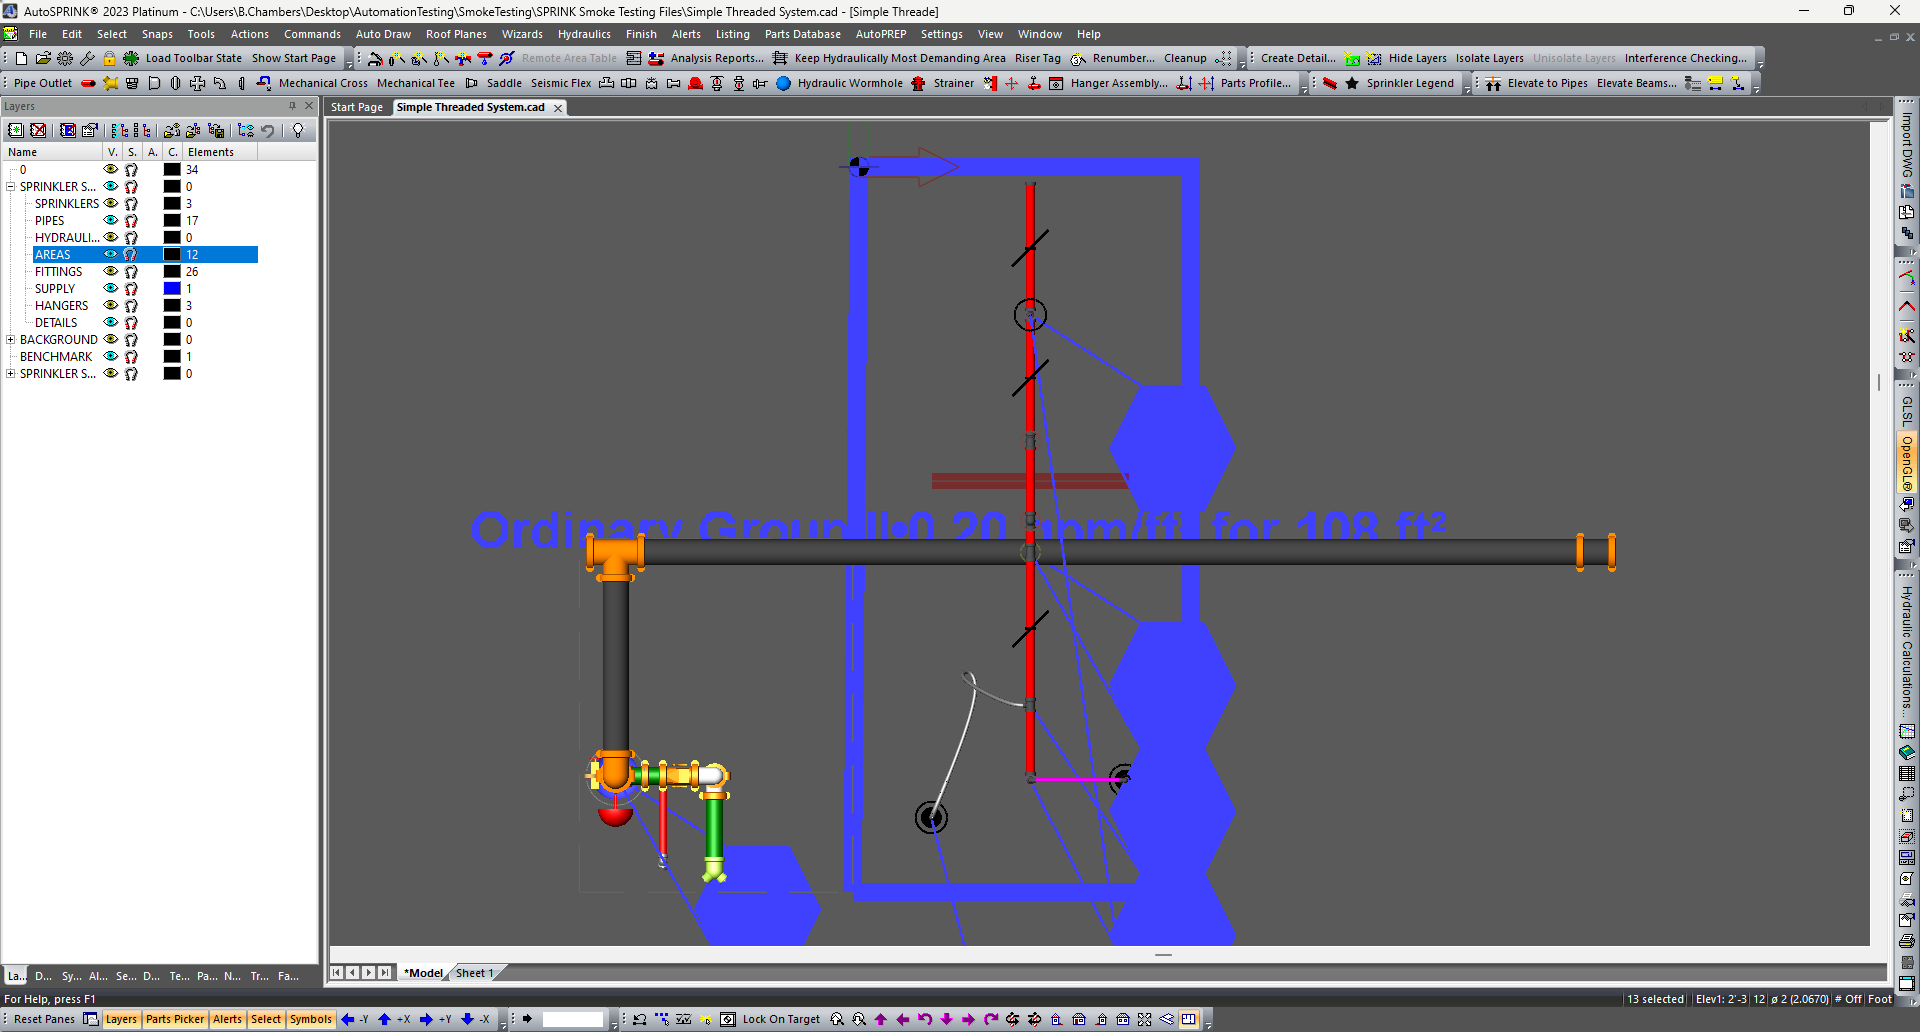 AutoSPRINK® 2023 Platinum - C:\Users\B.Chambers\Desktop\AutomationTesting\SmokeTesting\SPRINK Smoke Testing Files\Simple Threaded System.cad - [Simple Threade]
File Edit Select Snaps Tools Actions Commands Auto Draw Roof Planes Wizards Hydraulics Finish Alerts Listing Parts Database AutoPREP Settings View Window Help
Load Toolbar State Show Start Page Remote Area Table Analysis Reports... Keep Hydraulically Most Demanding Area Riser Tag Renumber... Cleanup Create Detail... Hide Layers Isolate Layers Unisolate Layers Interference Checking...
Pipe Outlet Mechanical Cross Mechanical Tee Saddle Seismic Flex Hydraulic Wormhole Strainer Hanger Assembly... Parts Profile... Sprinkler Legend Elevate to Pipes Elevate Beams...
Layers
Start Page Simple Threaded System.cad
Name V. S. A. C. Elements
0 34
SPRINKLER S... 0
SPRINKLERS 3
PIPES 17
HYDRAULI... 0
AREAS 12
FITTINGS 26
SUPPLY 1
HANGERS 3
DETAILS 0
BACKGROUND 0
BENCHMARK 1
SPRINKLER S... 0
Ordinary Group II•0.20 gpm/ft² for 108 ft²
Import DWG
GLSL
OpenGL®
Hydraulic Calculations...
La... D... Sy... Al... Se... D... Te... Pa... N... Tr... Fa...
*Model Sheet 1
For Help, press F1
13 selected Elev1: 2'-3 12 ø 2 (2.0670) # Off Foot
Reset Panes Layers Parts Picker Alerts Select Symbols -Y +X +Y -X Lock On Target